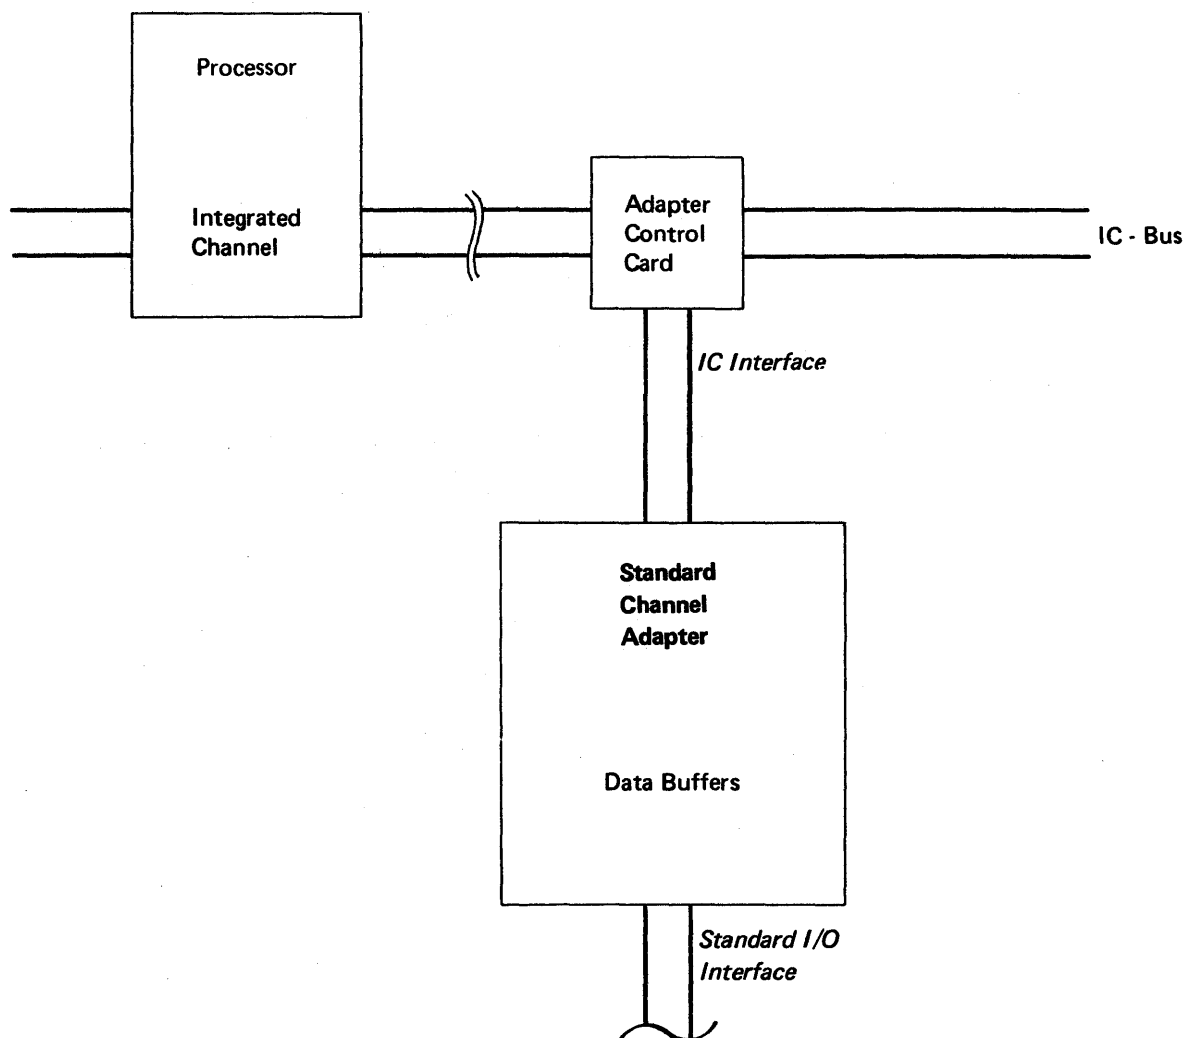 Processor
Integrated
Channel
Adapter
Control
Card
IC - Bus
IC Interface
Standard
Channel
Adapter
Data Buffers
Standard I/O
Interface